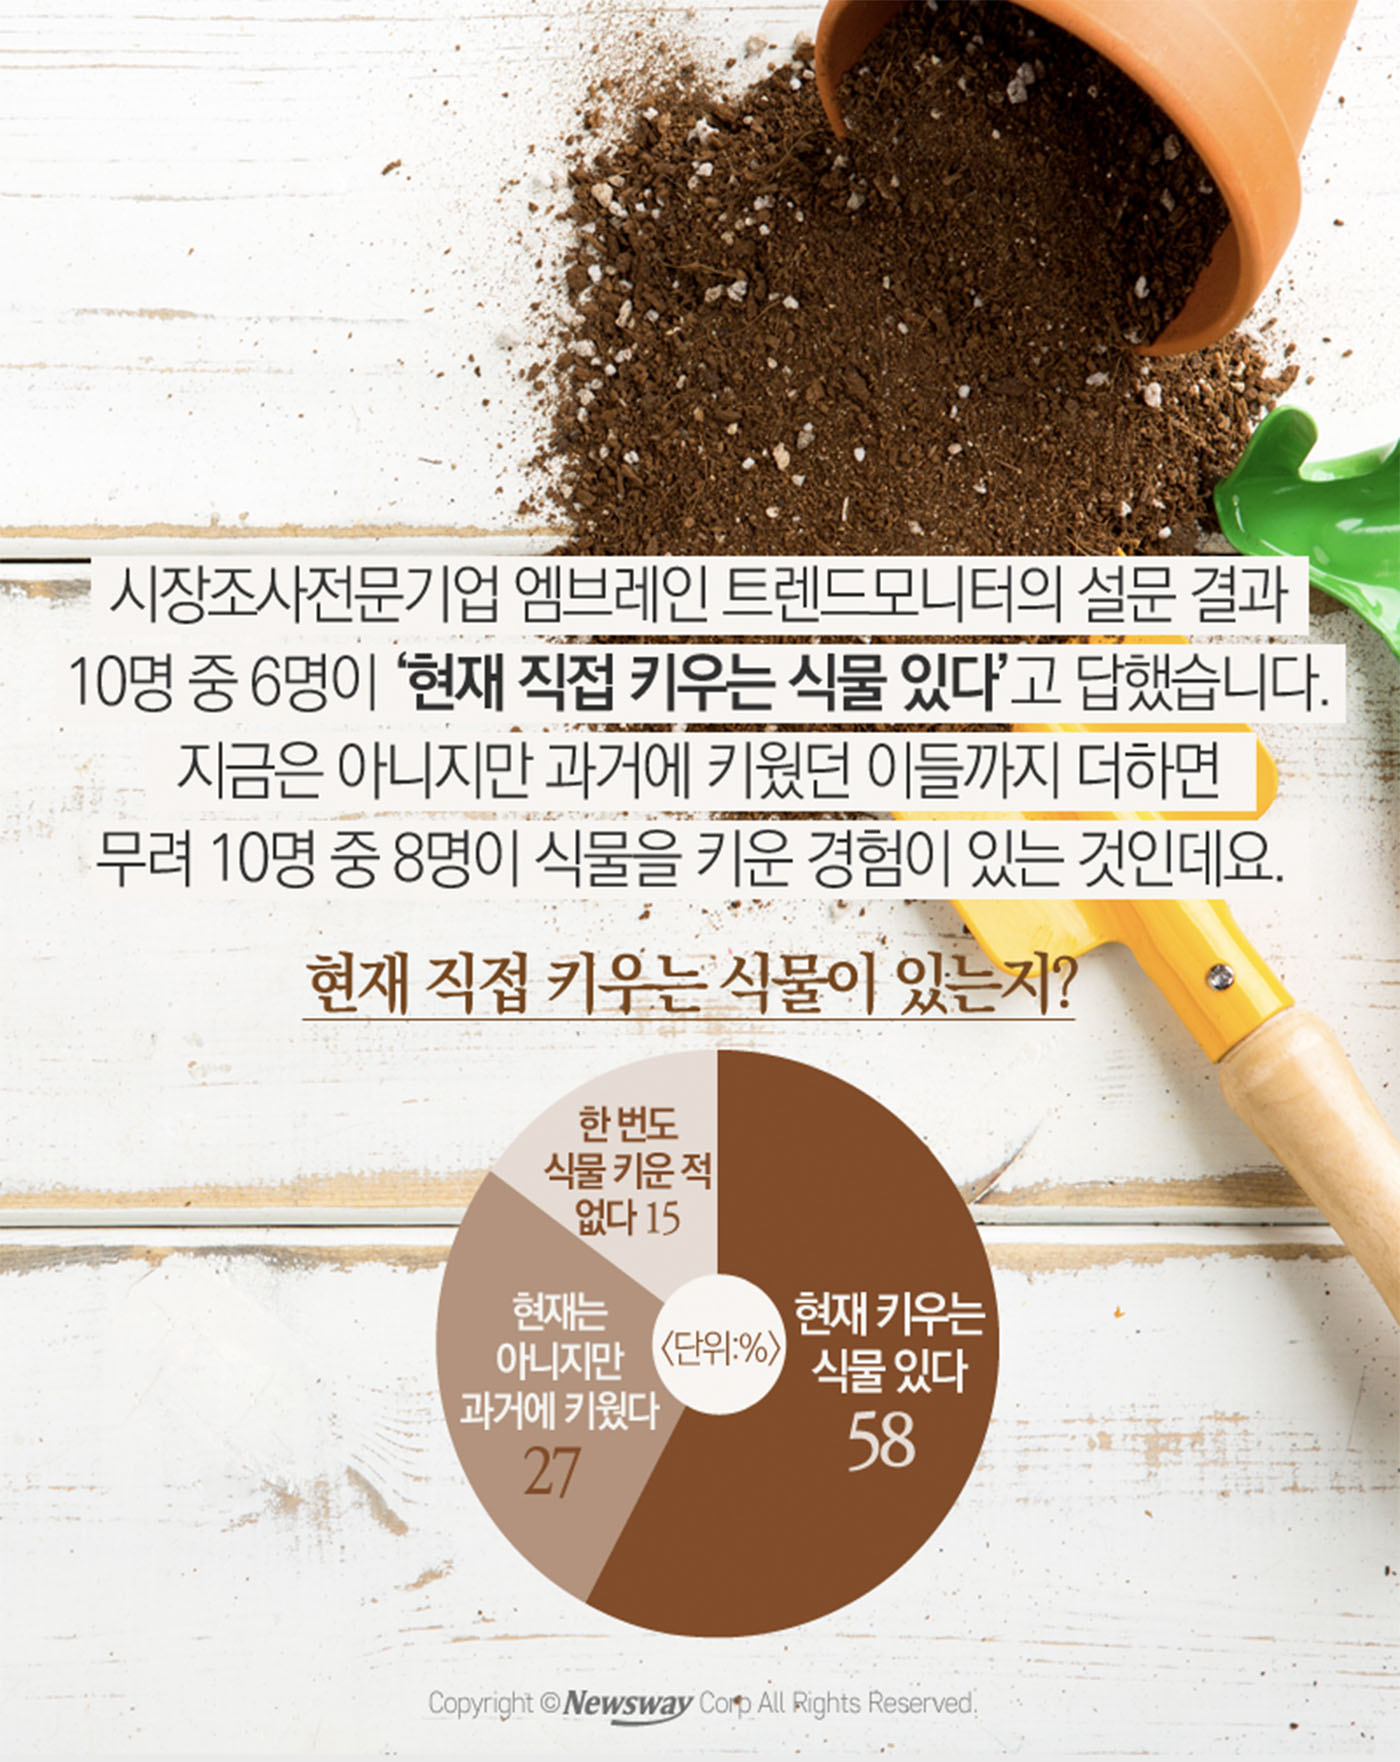 시장조사전문기업 엠브레인 트렌드모니터의 설문 결과
10명 중 6명이 ‘현재 직접 키우는 식물 있다’고 답했습니다.
지금은 아니지만 과거에 키웠던 이들까지 더하면
무려 10명 중 8명이 식물을 키운 경험이 있는 것인데요.
현재 직접 키우는 식물이 있는지?
한 번도
식물 키운 적
없다 15
현재는
아니지만
과거에 키웠다
27
〈단위:%〉
현재 키우는
식물 있다
58
Copyright © Newsway Corp All Rights Reserved.